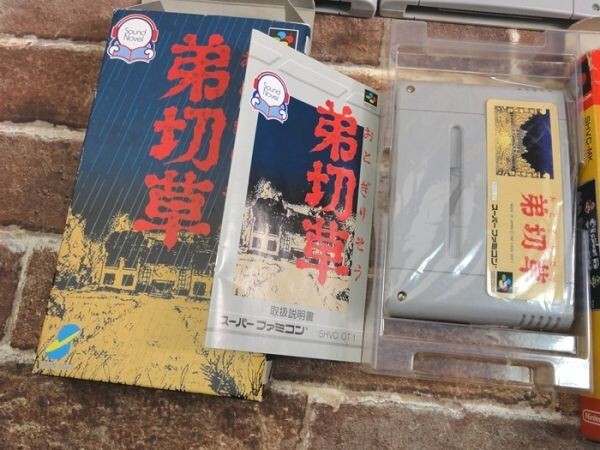 Sound
Novel
弟切草
Sound
Novel
弟切草
おとぎりそう
取扱説明書
スーパーファミコン
SHVC-OT
弟切草
スーパーファミコン
SHVC-MK